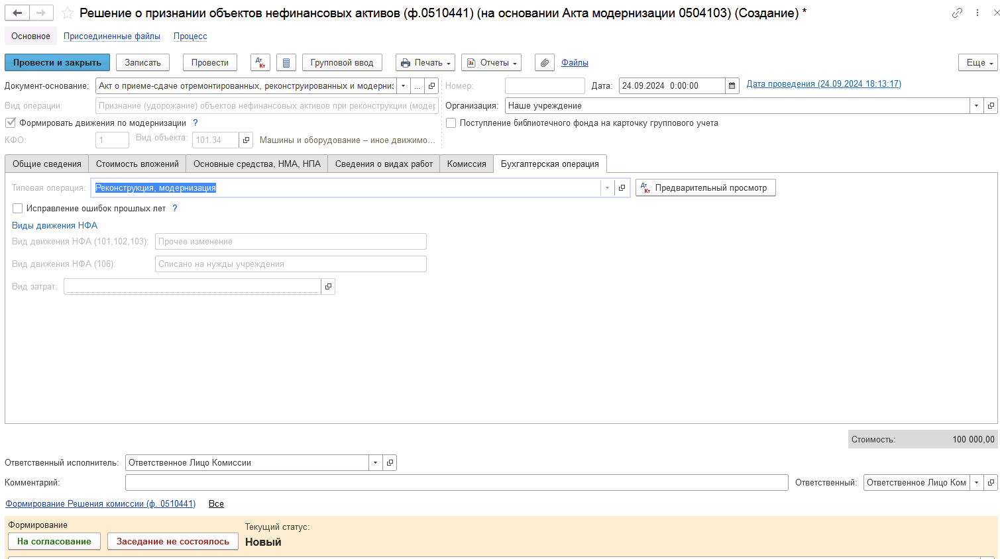 Решение о признании объектов нефинансовых активов (ф.0510441) (на основании Акта модернизации 0504103) (Создание) *
Основное Присоединенные файлы Процесс
Провести и закрыть Записать Провести Дт Кт Групповой ввод Печать Отчеты Файлы Еще
Документ-основание: Акт о приеме-сдаче отремонтированных, реконструированных и модерни ... Номер: Дата: 24.09.2024 0:00:00 Дата проведения (24.09.2024 18:13:17)
Вид операции: Признание (удорожание) объектов нефинансовых активов при реконструкции (моде Организация: Наше учреждение
Формировать движения по модернизации ? Поступление библиотечного фонда на карточку группового учета
КФО: 1 Вид объекта: 101.34 Машины и оборудование – иное движимо...
Общие сведения Стоимость вложений Основные средства, НМА, НПА Сведения о видах работ Комиссия Бухгалтерская операция
Типовая операция: Реконструкция, модернизация Дт Кт Предварительный просмотр
Исправление ошибок прошлых лет ?
Виды движения НФА
Вид движения НФА (101,102,103): Прочее изменение
Вид движения НФА (106): Списано на нужды учреждения
Вид затрат:
Стоимость: 100 000,00
Ответственный исполнитель: Ответственное Лицо Комиссии
Комментарий: Ответственный: Ответственное Лицо Ком
Формирование Решения комиссии (ф. 0510441) Все
Формирование Текущий статус:
На согласование Заседание не состоялось Новый